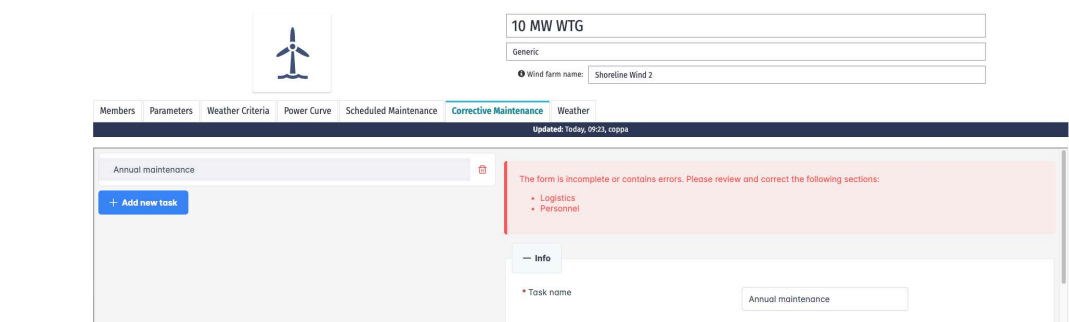 10 MW WTG
Generic
Wind farm name: Shoreline Wind 2
Members Parameters Weather Criteria Power Curve Scheduled Maintenance Corrective Maintenance Weather
Updated: Today, 09:23, coppa
Annual maintenance
+ Add new task
The form is incomplete or contains errors. Please review and correct the following sections:
• Logistics
• Personnel
— Info
* Task name
Annual maintenance